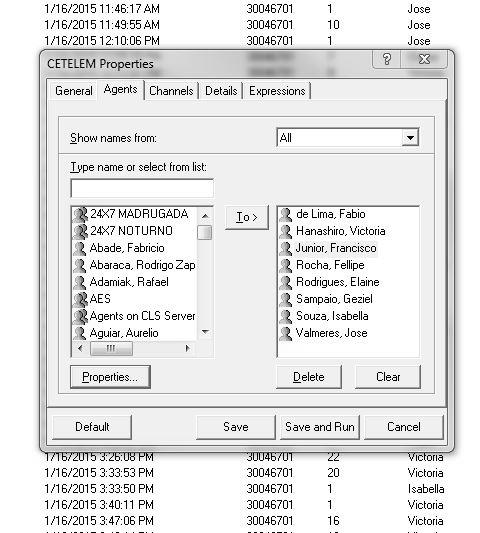 1/16/2015 11:46:17 AM 30046701 1 Jose
1/16/2015 11:49:55 AM 30046701 10 Jose
1/16/2015 12:10:06 PM 30046701 1 Jose
CETELEM Properties
General Agents Channels Details Expressions
Show names from: All
Type name or select from list:
To >
24X7 MADRUGADA
24X7 NOTURNO
Abade, Fabricio
Abaraca, Rodrigo Zap
Adamiak, Rafael
AES
Agents on CLS Server
Aguiar, Aurelio
de Lima, Fabio
Hanashiro, Victoria
Junior, Francisco
Rocha, Fellipe
Rodrigues, Elaine
Sampaio, Geziel
Souza, Isabella
Valmeres, Jose
Properties... Delete Clear
Default Save Save and Run Cancel
1/16/2015 3:26:08 PM 30046701 22 Victoria
1/16/2015 3:33:53 PM 30046701 20 Victoria
1/16/2015 3:33:50 PM 30046701 1 Isabella
1/16/2015 3:40:11 PM 30046701 1 Victoria
1/16/2015 3:47:06 PM 30046701 16 Victoria